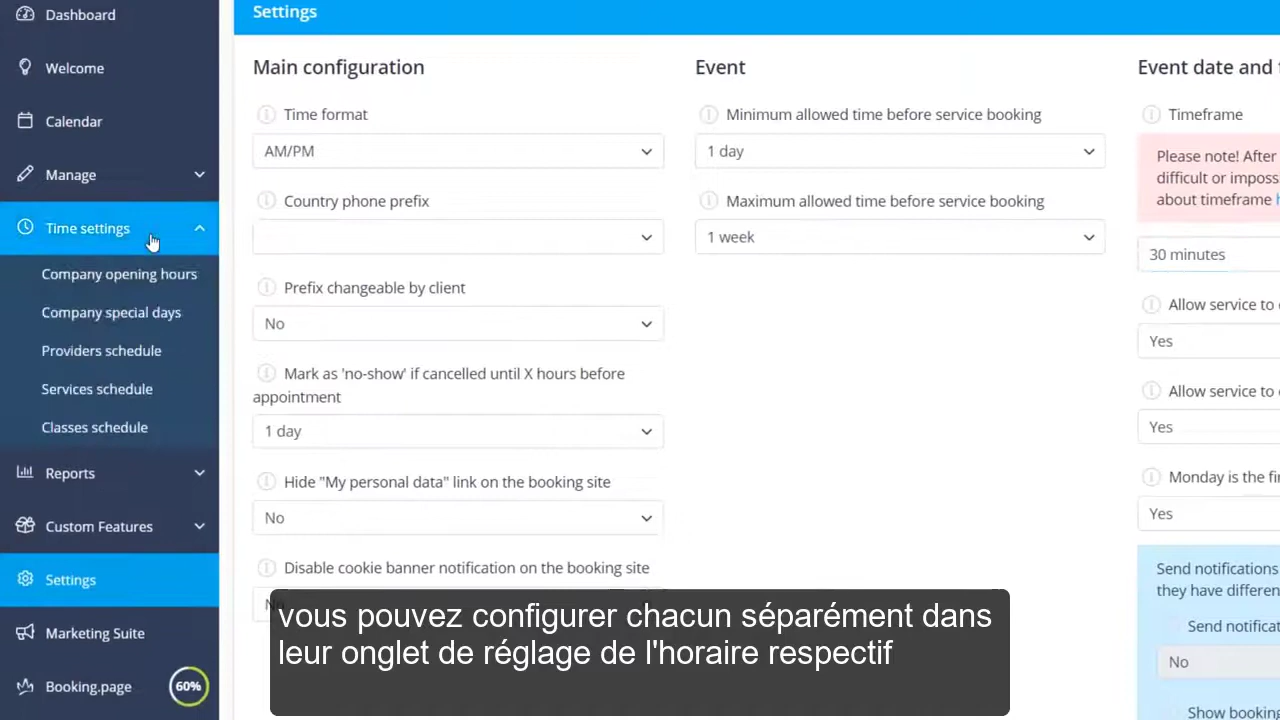 Dashboard
Welcome
Calendar
Manage
Time settings
Company opening hours
Company special days
Providers schedule
Services schedule
Classes schedule
Reports
Custom Features
Settings
Marketing Suite
Booking.page
60%
Settings
Main configuration
Time format
AM/PM
Country phone prefix
Prefix changeable by client
No
Mark as 'no-show' if cancelled until X hours before
appointment
1 day
Hide "My personal data" link on the booking site
No
Disable cookie banner notification on the booking site
Event
Minimum allowed time before service booking
1 day
Maximum allowed time before service booking
1 week
Event date and
Timeframe
Please note! After
difficult or imposs
about timeframe
30 minutes
Allow service to
Yes
Allow service to
Yes
Monday is the fi
Yes
Send notifications
they have differen
Send notificat
No
Show booking
vous pouvez configurer chacun séparément dans
leur onglet de réglage de l'horaire respectif